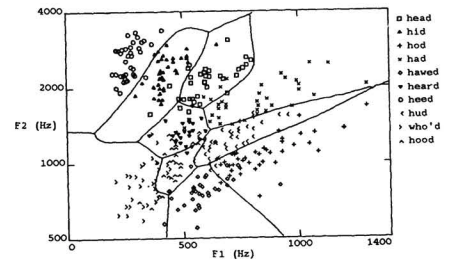 4000
2000
F2 (Hz)
1000
500
0
500
1000
1400
F1 (Hz)
head
hid
hod
had
hawed
heard
heed
hud
who'd
hood